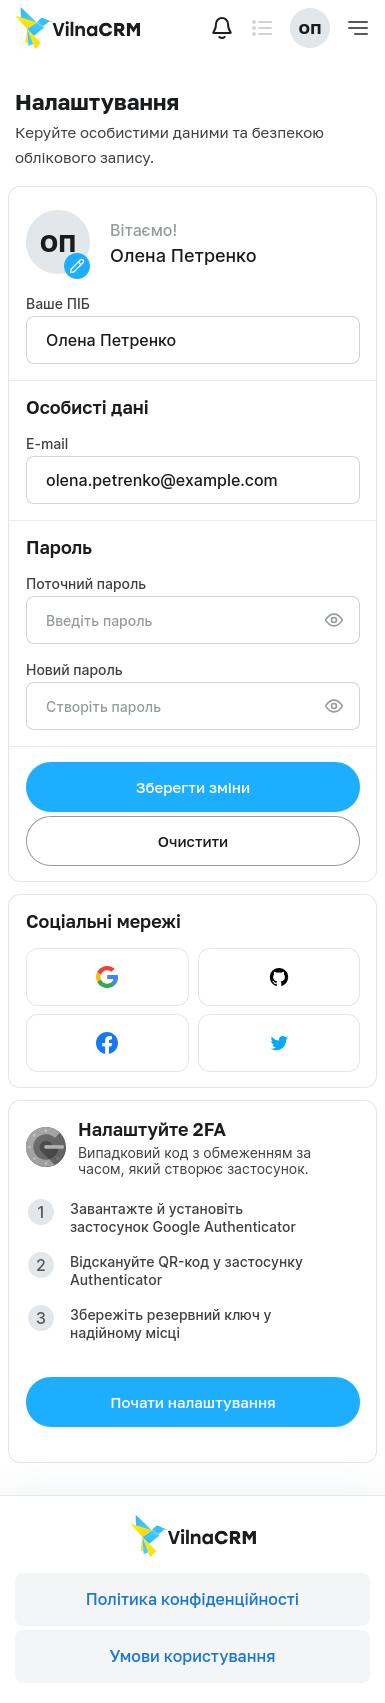 VilnaCRM
ОП
Налаштування
Керуйте особистими даними та безпекою
облікового запису.
ОП
Вітаємо!
Олена Петренко
Ваше ПІБ
Олена Петренко
Особисті дані
E-mail
olena.petrenko@example.com
Пароль
Поточний пароль
Введіть пароль
Новий пароль
Створіть пароль
Зберегти зміни
Очистити
Соціальні мережі
Налаштуйте 2FA
Випадковий код з обмеженням за
часом, який створює застосунок.
1
Завантажте й установіть
застосунок Google Authenticator
2
Відскануйте QR-код у застосунку
Authenticator
3
Збережіть резервний ключ у
надійному місці
Почати налаштування
VilnaCRM
Політика конфіденційності
Умови користування